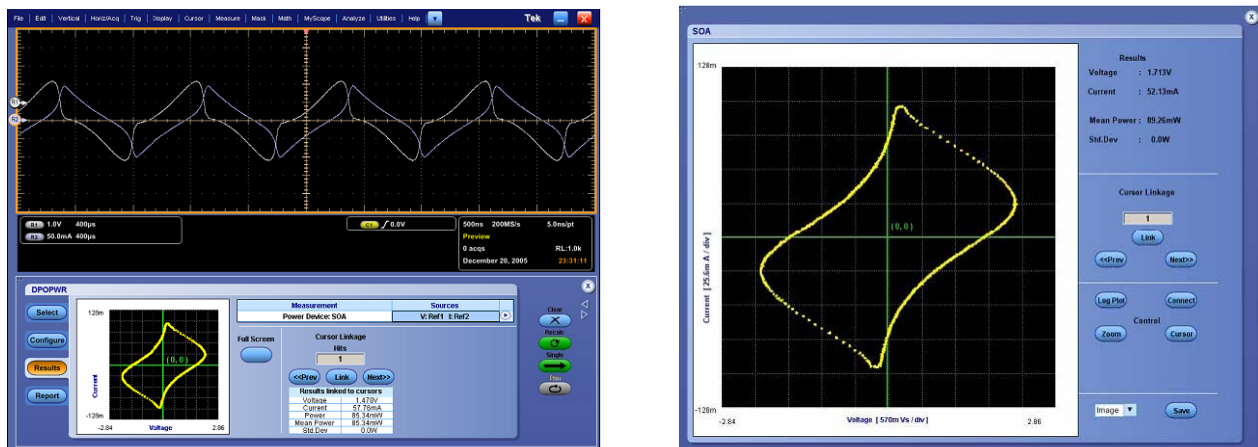 File | Edit | Vertical | Horiz/Acq | Trig | Display | Cursor | Measure | Mask | Math | MyScope | Analyze | Utilities | Help
Tek
R1
R2
R1 1.0V 400µs
R2 50.0mA 400µs
C1 0.0V
500ns 200MS/s 5.0ns/pt
Preview
0 acqs RL:1.0k
December 20, 2005 23:31:11
DPOPWR
Select
Configure
Results
Report
128m
(0, 0)
Current
-128m
-2.84 Voltage 2.86
Full Screen
Measurement Sources
Power Device: SOA V: Ref1 I: Ref2
Cursor Linkage
Hits
1
<<Prev Link Next>>
Results linked to cursors
Voltage 1.478V
Current 57.76mA
Power 85.34mW
Mean Power 85.34mW
Std.Dev 0.0W
Clear
Recalc
Single
Run
SOA
128m
(0, 0)
Current [ 25.6m A / div]
-128m
-2.84 Voltage [ 570m Vs / div ] 2.86
Results
Voltage : 1.713V
Current : 52.13mA
Mean Power : 89.26mW
Std.Dev : 0.0W
Cursor Linkage
1
Link
<<Prev Next>>
Log Plot Connect
Control
Zoom Cursor
Image Save